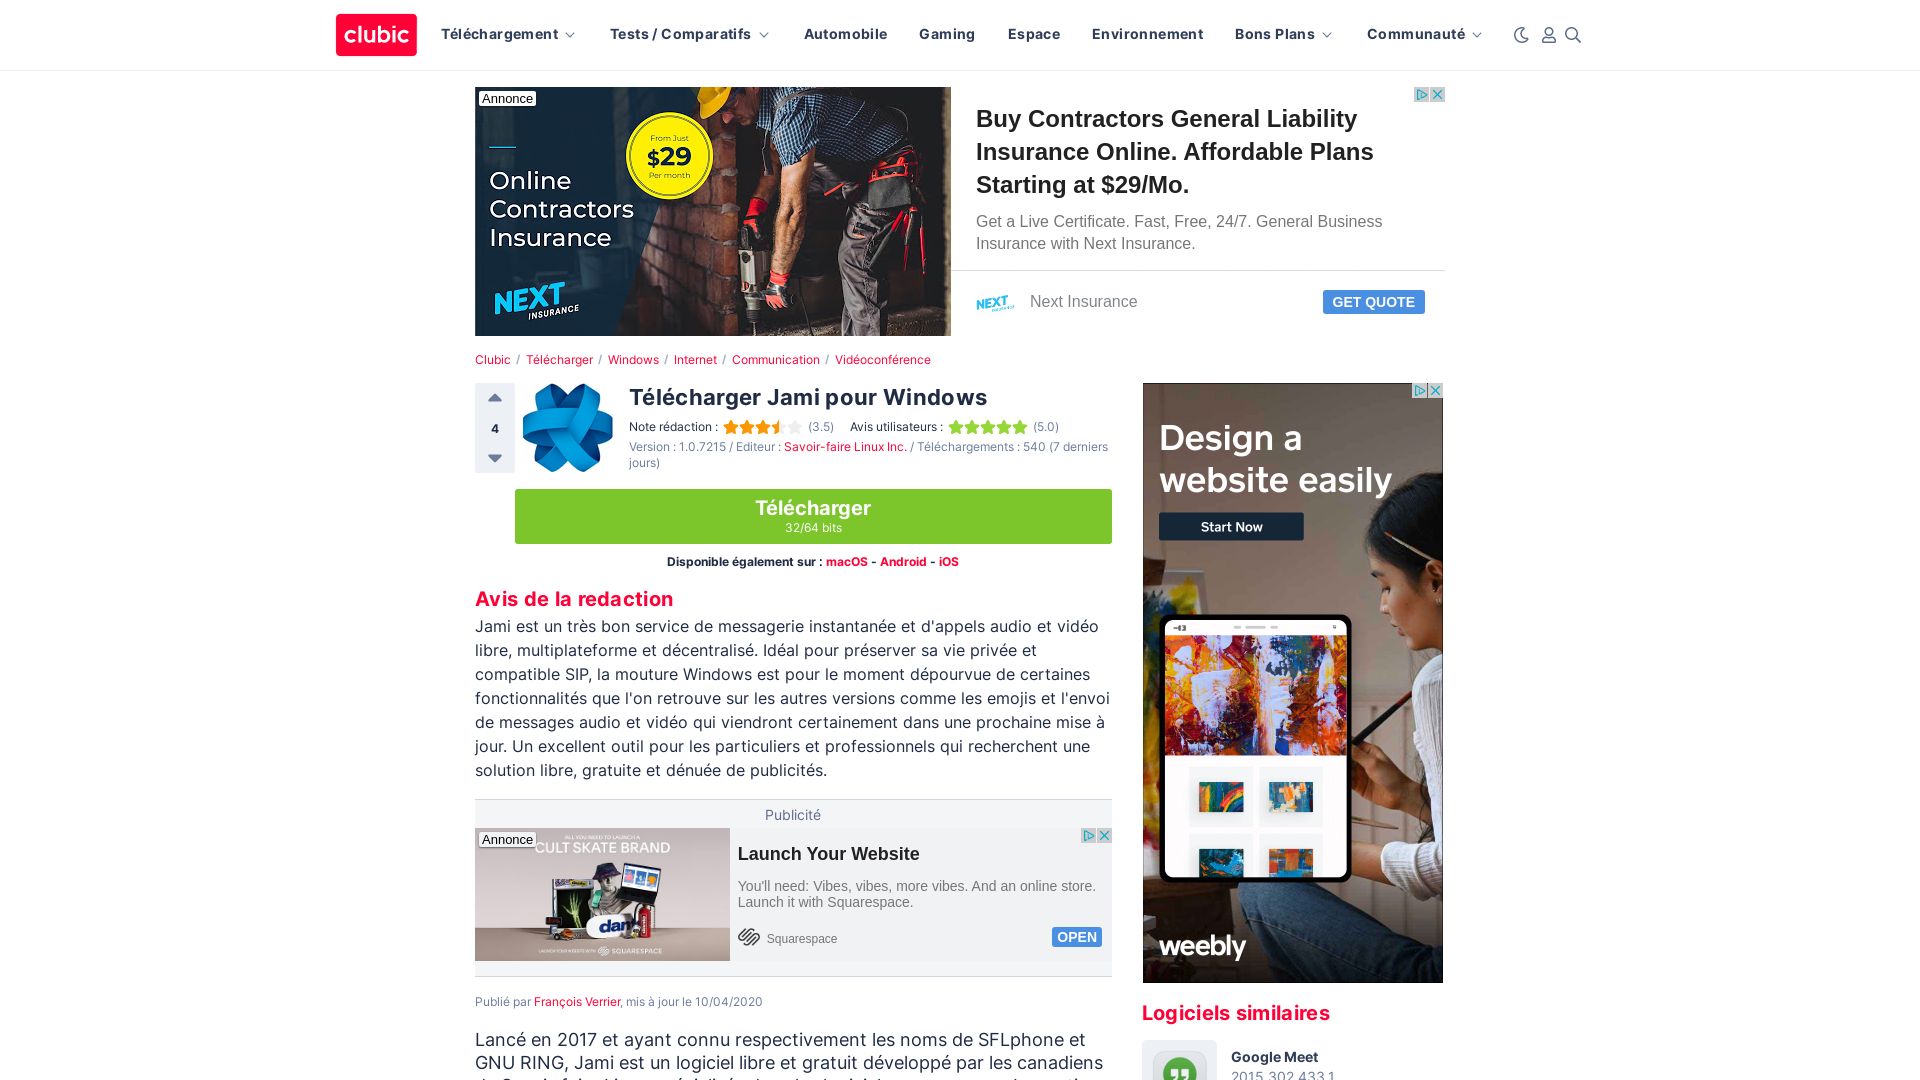 clubic
Téléchargement
Tests / Comparatifs
Automobile
Gaming
Espace
Environnement
Bons Plans
Communauté
Annonce
From Just
$29
Per month
Online
Contractors
Insurance
NEXT
INSURANCE
Buy Contractors General Liability
Insurance Online. Affordable Plans
Starting at $29/Mo.
Get a Live Certificate. Fast, Free, 24/7. General Business
Insurance with Next Insurance.
NEXT
Next Insurance
GET QUOTE
Clubic / Télécharger / Windows / Internet / Communication / Vidéoconférence
4
Télécharger Jami pour Windows
Note rédaction : (3.5) Avis utilisateurs : (5.0)
Version : 1.0.7215 / Editeur : Savoir-faire Linux Inc. / Téléchargements : 540 (7 derniers
jours)
Télécharger
32/64 bits
Disponible également sur : macOS - Android - iOS
Avis de la redaction
Jami est un très bon service de messagerie instantanée et d'appels audio et vidéo
libre, multiplateforme et décentralisé. Idéal pour préserver sa vie privée et
compatible SIP, la mouture Windows est pour le moment dépourvue de certaines
fonctionnalités que l'on retrouve sur les autres versions comme les emojis et l'envoi
de messages audio et vidéo qui viendront certainement dans une prochaine mise à
jour. Un excellent outil pour les particuliers et professionnels qui recherchent une
solution libre, gratuite et dénuée de publicités.
Publicité
Annonce
ALL YOU NEED TO LAUNCH A
CULT SKATE BRAND
dank
LAUNCH YOUR WEBSITE WITH SQUARESPACE
Launch Your Website
You'll need: Vibes, vibes, more vibes. And an online store.
Launch it with Squarespace.
Squarespace
OPEN
Publié par François Verrier, mis à jour le 10/04/2020
Lancé en 2017 et ayant connu respectivement les noms de SFLphone et
GNU RING, Jami est un logiciel libre et gratuit développé par les canadiens
Design a
website easily
Start Now
weebly
Logiciels similaires
Google Meet
2015.302.433.1